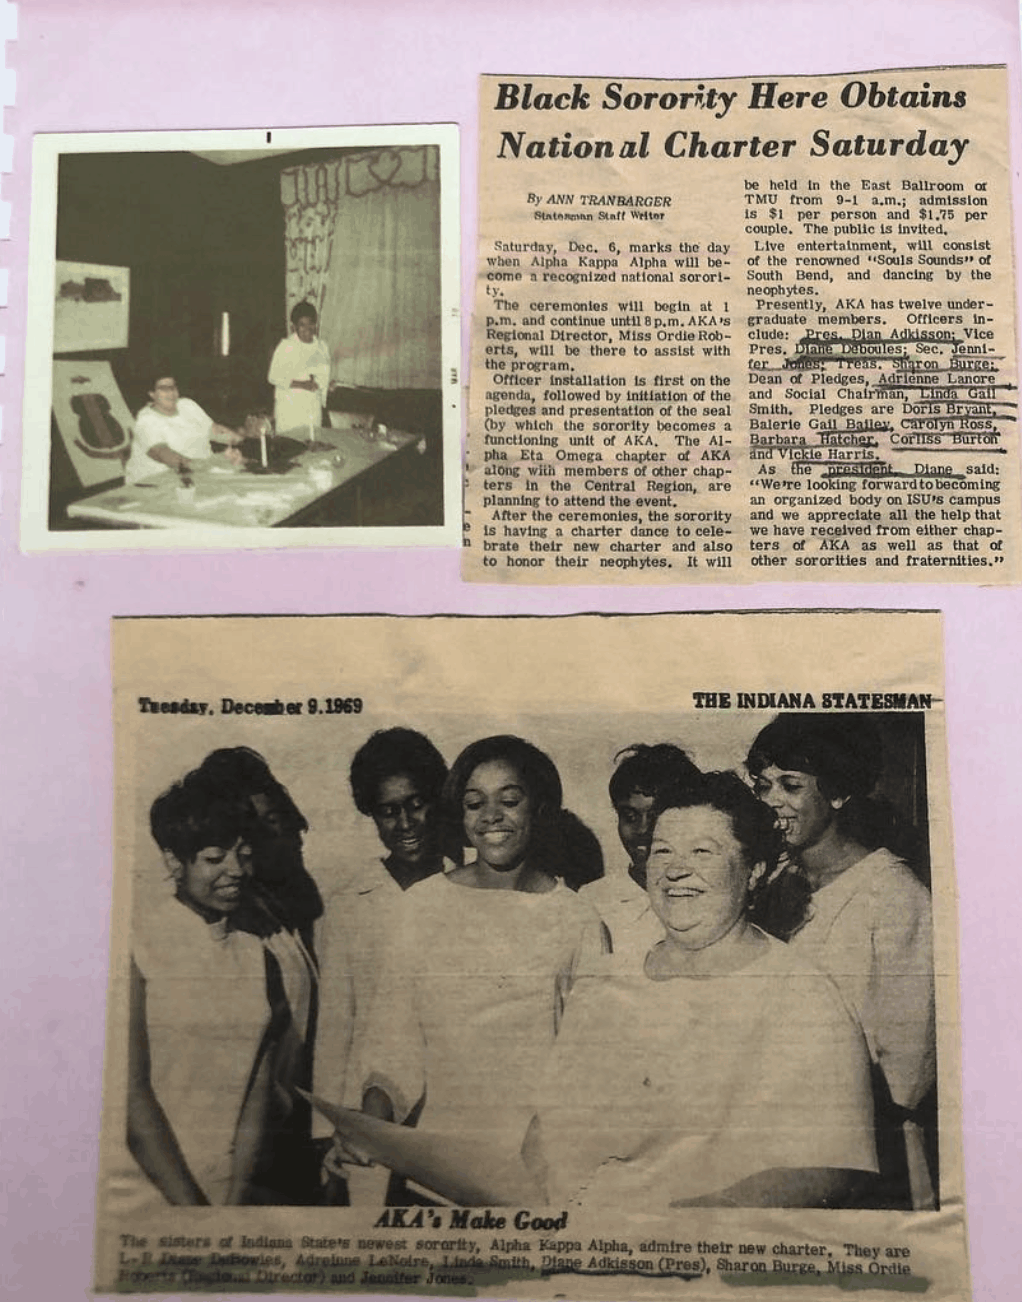 Black Sorority Here Obtains
National Charter Saturday
By ANN TRANBARGER
Statesman Staff Writer
Saturday, Dec. 6, marks the day
when Alpha Kappa Alpha will be-
come a recognized national sorori-
ty.
The ceremonies will begin at 1
p.m. and continue until 8 p.m. AKA's
Regional Director, Miss Ordie Rob-
erts, will be there to assist with
the program.
Officer installation is first on the
agenda, followed by initiation of the
pledges and presentation of the seal
(by which the sorority becomes a
functioning unit of AKA. The Al-
pha Eta Omega chapter of AKA
along with members of other chap-
ters in the Central Region, are
planning to attend the event.
After the ceremonies, the sorority
is having a charter dance to cele-
brate their new charter and also
to honor their neophytes. It will
be held in the East Ballroom of
TMU from 9-1 a.m.; admission
is $1 per person and $1.75 per
couple. The public is invited.
Live entertainment, will consist
of the renowned "Souls Sounds" of
South Bend, and dancing by the
neophytes.
Presently, AKA has twelve under-
graduate members. Officers in-
clude: Pres. Dian Adkisson; Vice
Pres. Diane Deboules; Sec. Jenni-
fer Jones; Treas. Sharon Burge;
Dean of Pledges, Adrienne Lanore
and Social Chairman, Linda Gail
Smith. Pledges are Doris Bryant,
Balerie Gail Bailey, Carolyn Ross,
Barbara Hatcher, Corliss Burton
and Vickie Harris.
As the president, Diane said:
"We're looking forward to becoming
an organized body on ISU's campus
and we appreciate all the help that
we have received from either chap-
ters of AKA as well as that of
other sororities and fraternities."
MAR 70
Tuesday, December 9, 1969
THE INDIANA STATESMAN
AKA's Make Good
The sisters of Indiana State's newest sorority, Alpha Kappa Alpha, admire their new charter. They are
L-R Diane DeBowles, Adreinne LeNoire, Linda Smith, Diane Adkisson (Pres), Sharon Burge, Miss Ordie
Roberts (Regional Director) and Jennifer Jones.